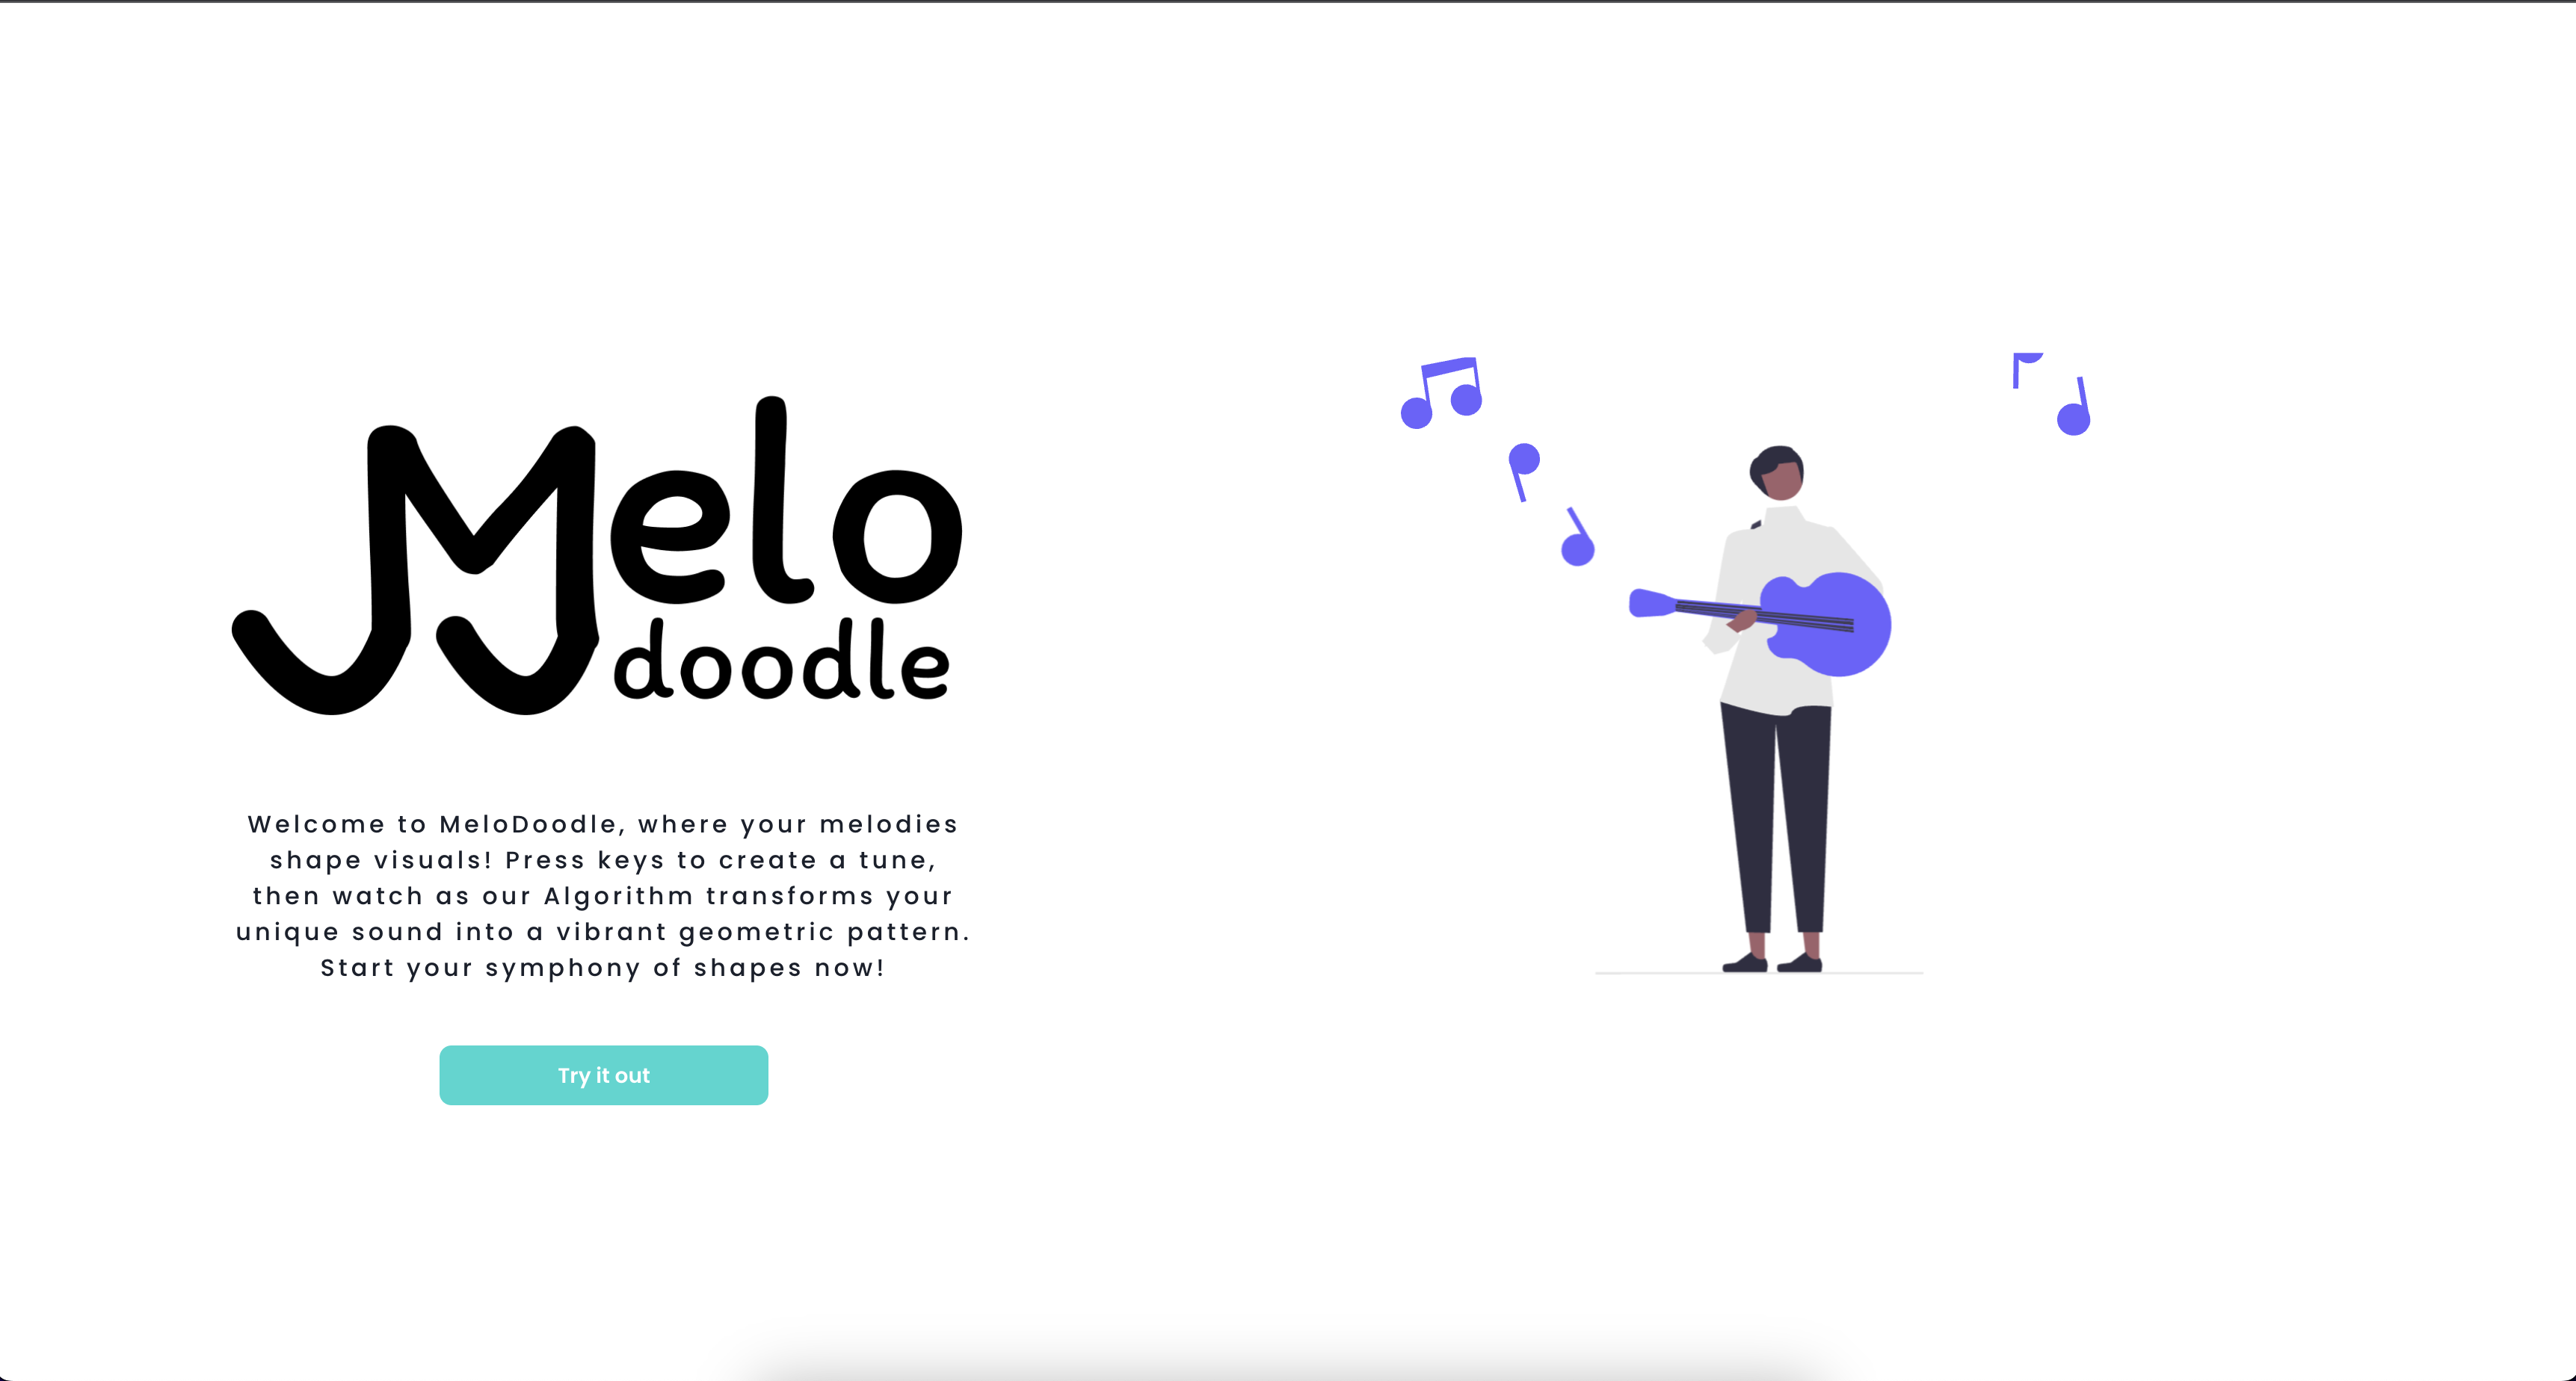 Melo
doodle
Welcome to MeloDoodle, where your melodies
shape visuals! Press keys to create a tune,
then watch as our Algorithm transforms your
unique sound into a vibrant geometric pattern.
Start your symphony of shapes now!
Try it out